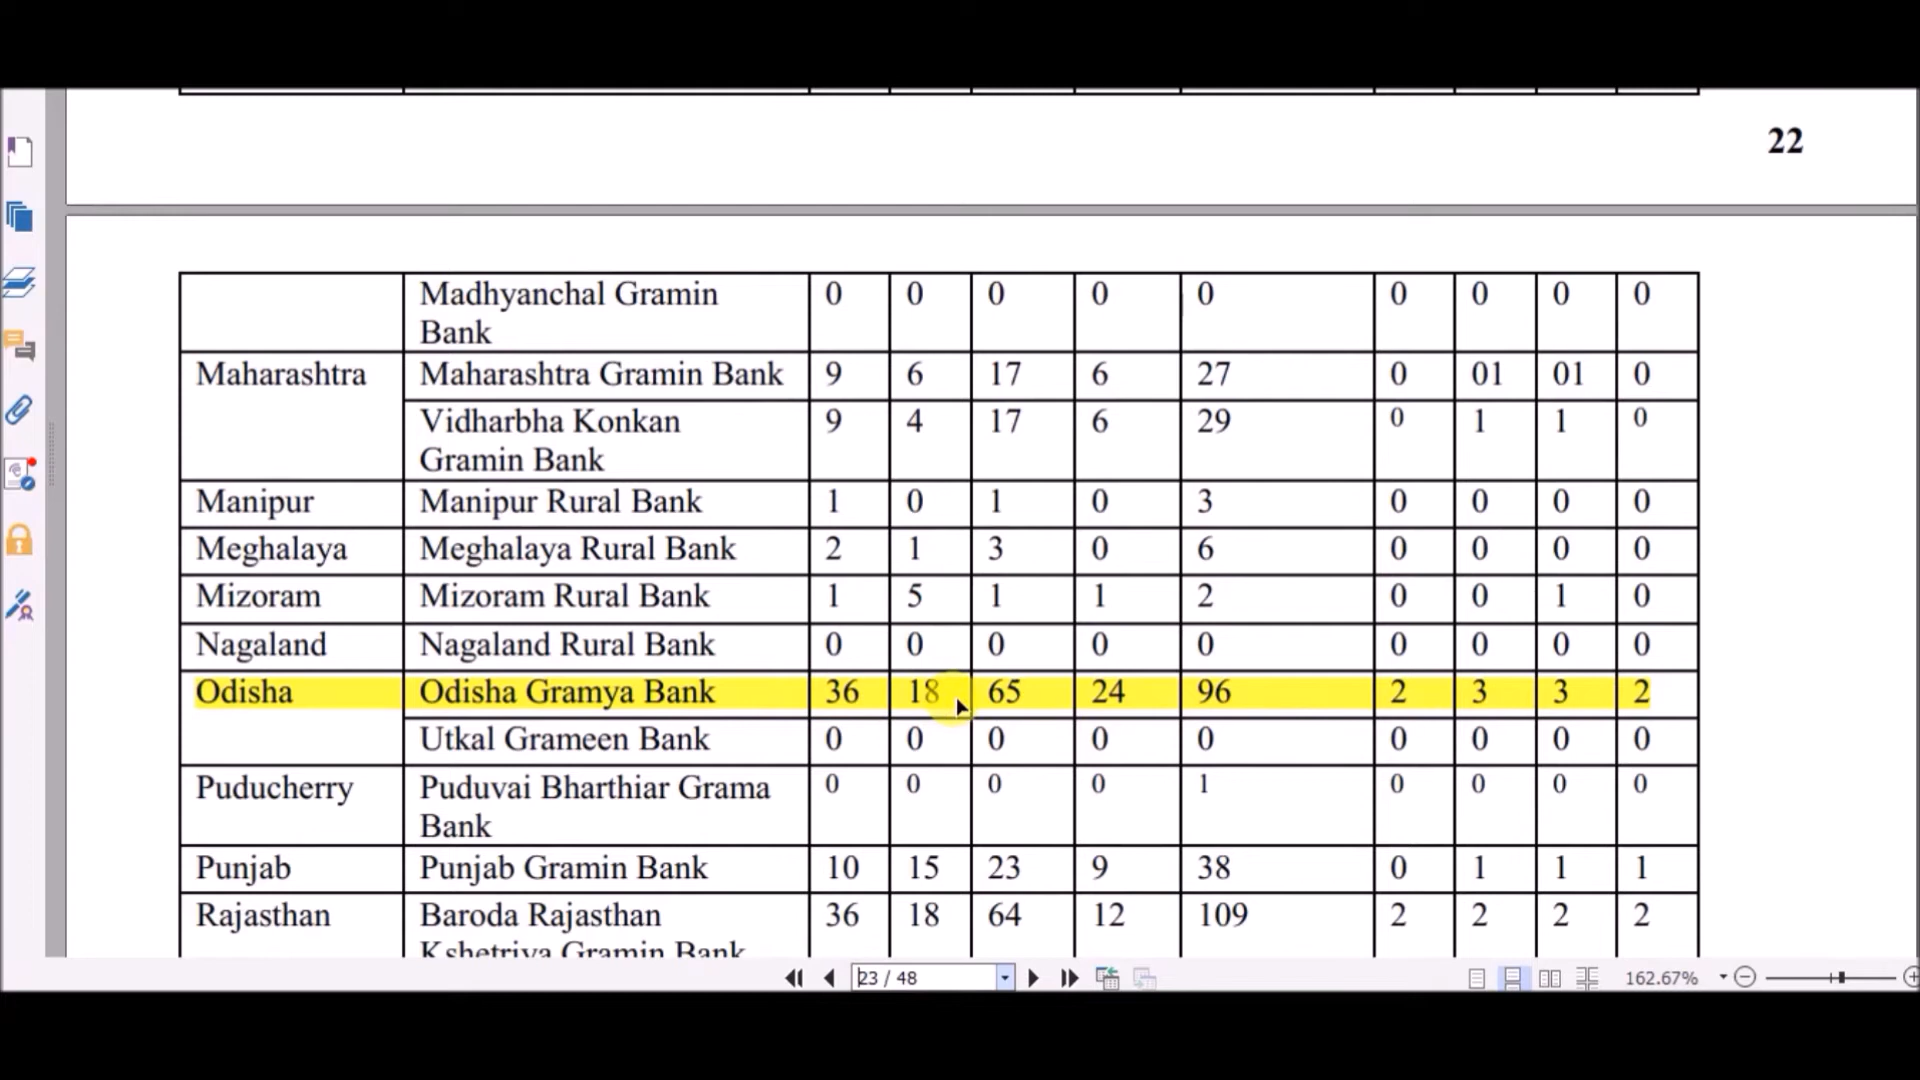 22
Madhyanchal Gramin 0 0 0 0 0 0 0 0 0
Bank
Maharashtra Maharashtra Gramin Bank 9 6 17 6 27 0 01 01 0
Vidharbha Konkan 9 4 17 6 29 0 1 1 0
Gramin Bank
Manipur Manipur Rural Bank 1 0 1 0 3 0 0 0 0
Meghalaya Meghalaya Rural Bank 2 1 3 0 6 0 0 0 0
Mizoram Mizoram Rural Bank 1 5 1 1 2 0 0 1 0
Nagaland Nagaland Rural Bank 0 0 0 0 0 0 0 0 0
Odisha Odisha Gramya Bank 36 18 65 24 96 2 3 3 2
Utkal Grameen Bank 0 0 0 0 0 0 0 0 0
Puducherry Puduvai Bharthiar Grama 0 0 0 0 1 0 0 0 0
Bank
Punjab Punjab Gramin Bank 10 15 23 9 38 0 1 1 1
Rajasthan Baroda Rajasthan 36 18 64 12 109 2 2 2 2
Kshetriya Gramin Bank
23 / 48 162.67%